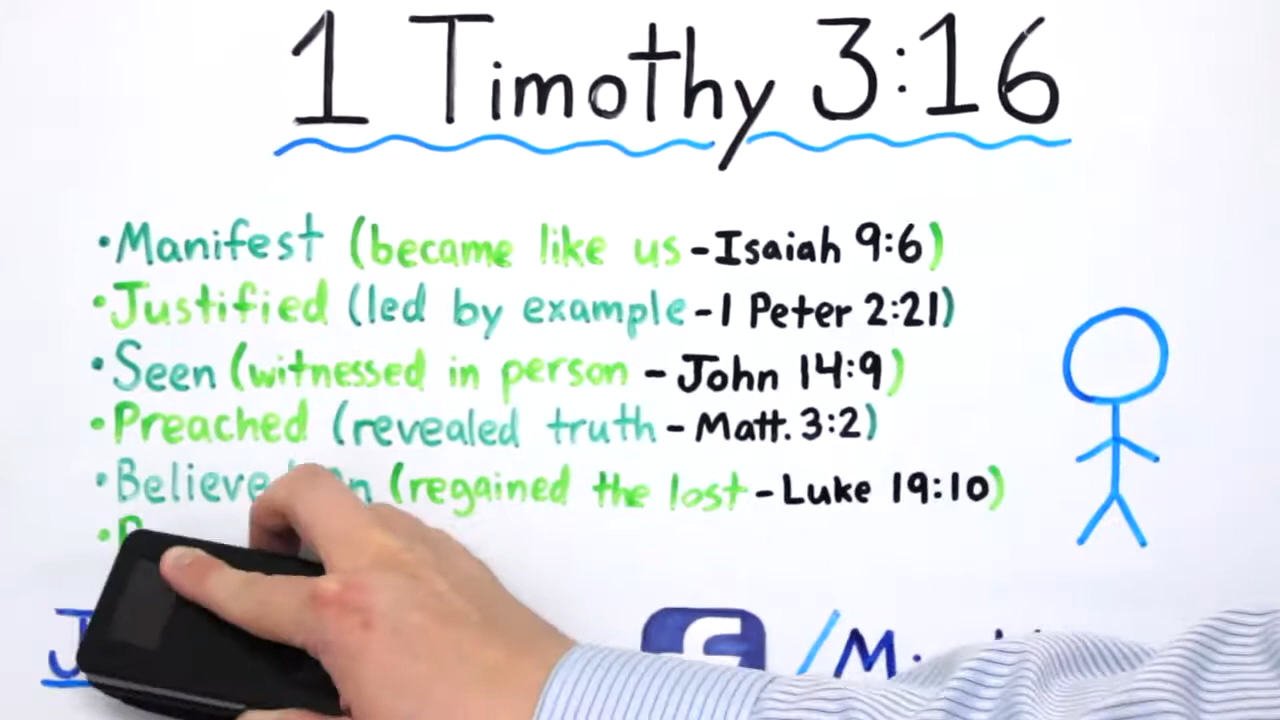 1 Timothy 3:16
•Manifest (became like us - Isaiah 9:6)
•Justified (led by example - 1 Peter 2:21)
•Seen (witnessed in person - John 14:9)
•Preached (revealed truth - Matt. 3:2)
(regained the lost - Luke 19:10)